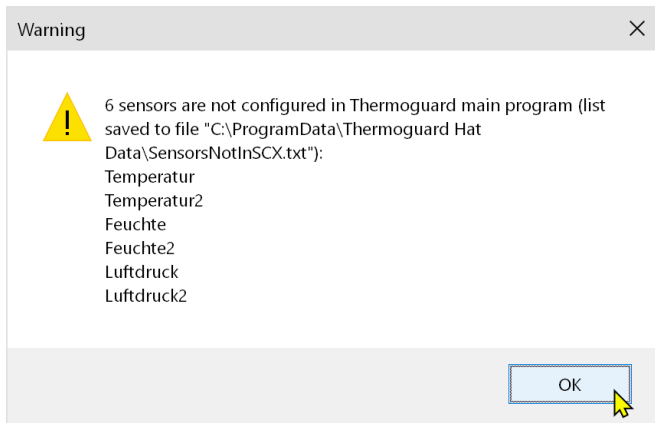 Warning
6 sensors are not configured in Thermoguard main program (list
saved to file "C:\ProgramData\Thermoguard Hat
Data\SensorsNotInSCX.txt"):
Temperatur
Temperatur2
Feuchte
Feuchte2
Luftdruck
Luftdruck2
OK